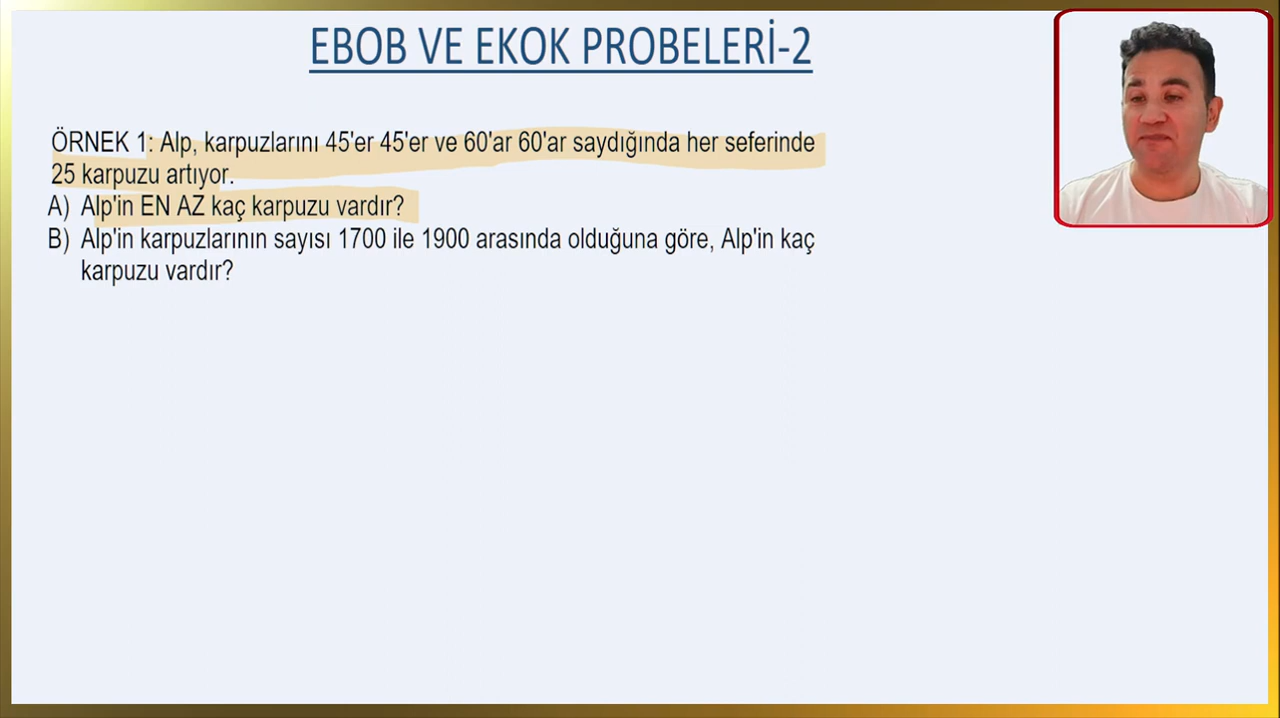 EBOB VE EKOK PROBELERİ-2
ÖRNEK 1: Alp, karpuzlarını 45'er 45'er ve 60'ar 60'ar saydığında her seferinde
25 karpuzu artıyor.
A) Alp'in EN AZ kaç karpuzu vardır?
B) Alp'in karpuzlarının sayısı 1700 ile 1900 arasında olduğuna göre, Alp'in kaç
karpuzu vardır?